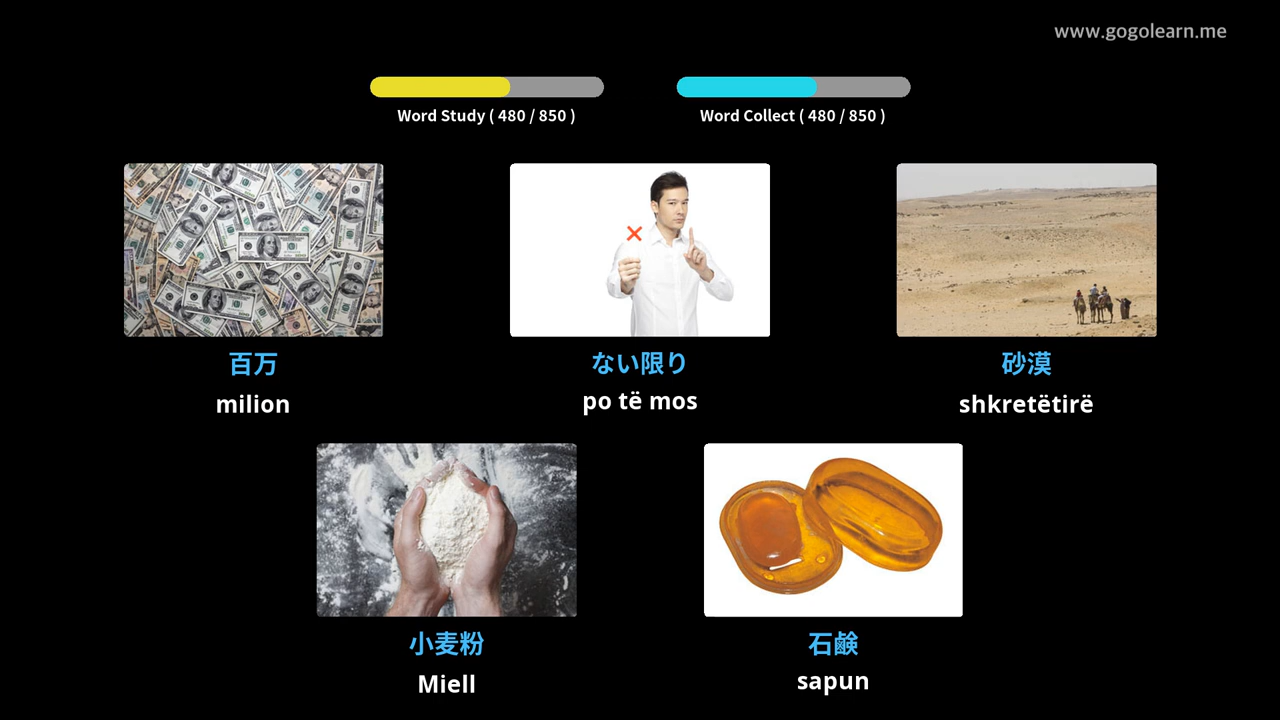 www.gogolearn.me
Word Study ( 480 / 850 )
Word Collect ( 480 / 850 )
百万
milion
ない限り
po të mos
砂漠
shkretëtirë
小麦粉
Miell
石鹸
sapun